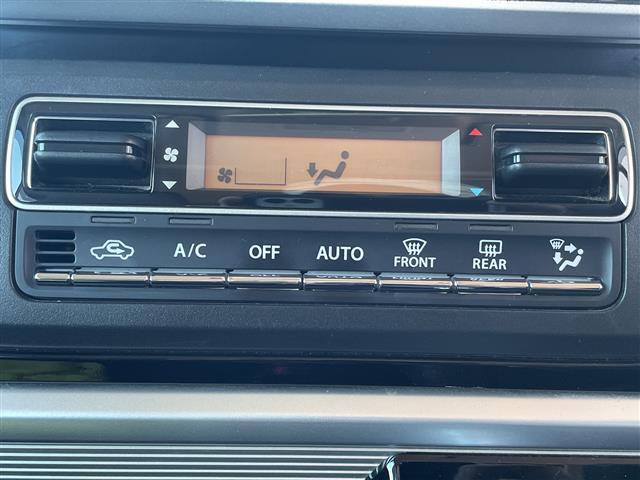 A/C OFF AUTO FRONT REAR